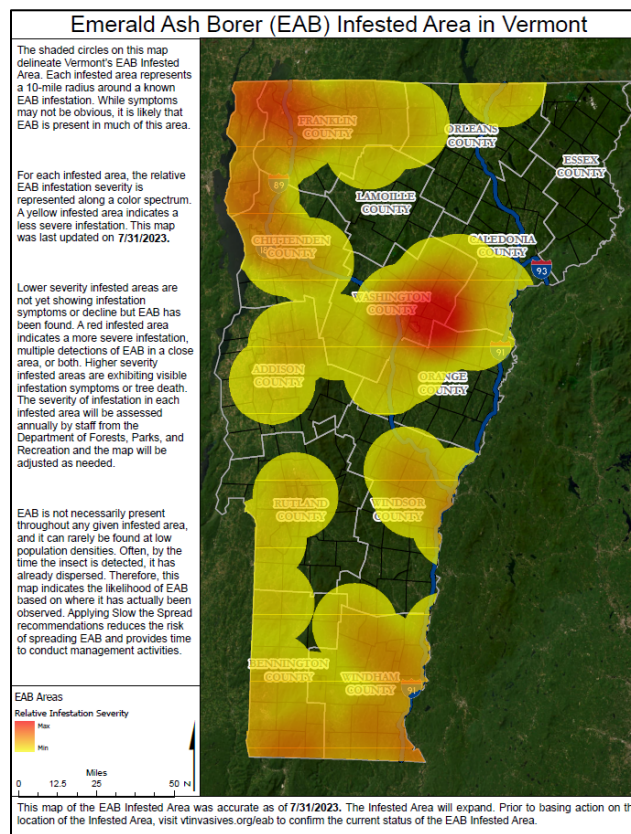 Emerald Ash Borer (EAB) Infested Area in Vermont
The shaded circles on this map
delineate Vermont's EAB Infested
Area. Each infested area represents
a 10-mile radius around a known
EAB infestation. While symptoms
may not be obvious, it is likely that
EAB is present in much of this area.
For each infested area, the relative
EAB infestation severity is
represented along a color spectrum.
A yellow infested area indicates a
less severe infestation. This map
was last updated on 7/31/2023.
Lower severity infested areas are
not yet showing infestation
symptoms or decline but EAB has
been found. A red infested area
indicates a more severe infestation,
multiple detections of EAB in a close
area, or both. Higher severity
infested areas are exhibiting visible
infestation symptoms or tree death.
The severity of infestation in each
infested area will be assessed
annually by staff from the
Department of Forests, Parks, and
Recreation and the map will be
adjusted as needed.
EAB is not necessarily present
throughout any given infested area,
and it can rarely be found at low
population densities. Often, by the
time the insect is detected, it has
already dispersed. Therefore, this
map indicates the likelihood of EAB
based on where it has actually been
observed. Applying Slow the Spread
recommendations reduces the risk
of spreading EAB and provides time
to conduct management activities.
FRANKLIN
COUNTY
ORLEANS
COUNTY
ESSEX
COUNTY
89
LAMOILLE
COUNTY
CHITTENDEN
COUNTY
CALEDONIA
COUNTY
93
WASHINGTON
COUNTY
91
ADDISON
COUNTY
ORANGE
COUNTY
RUTLAND
COUNTY
WINDSOR
COUNTY
BENNINGTON
COUNTY
WINDHAM
COUNTY
91
EAB Areas
Relative Infestation Severity
Max
Min
Miles
0 12.5 25 50 N
This map of the EAB Infested Area was accurate as of 7/31/2023. The Infested Area will expand. Prior to basing action on the
location of the Infested Area, visit vtinvasives.org/eab to confirm the current status of the EAB Infested Area.